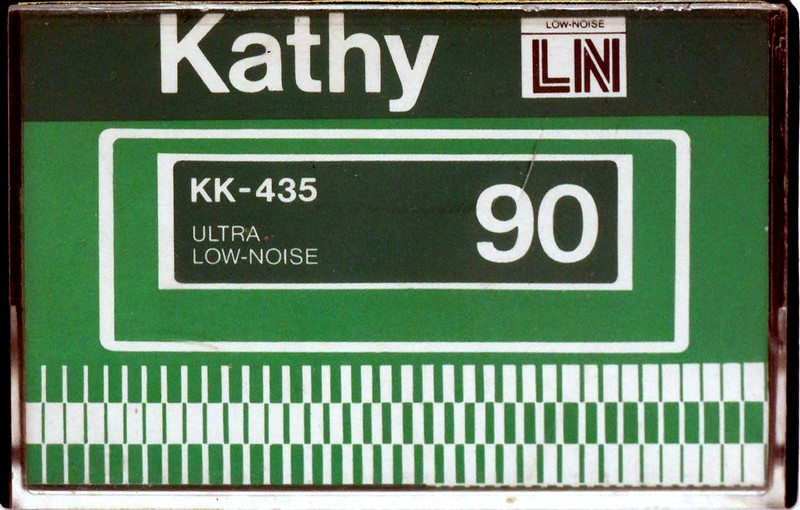 Kathy
LOW-NOISE
LN
KK-435
90
ULTRA
LOW-NOISE